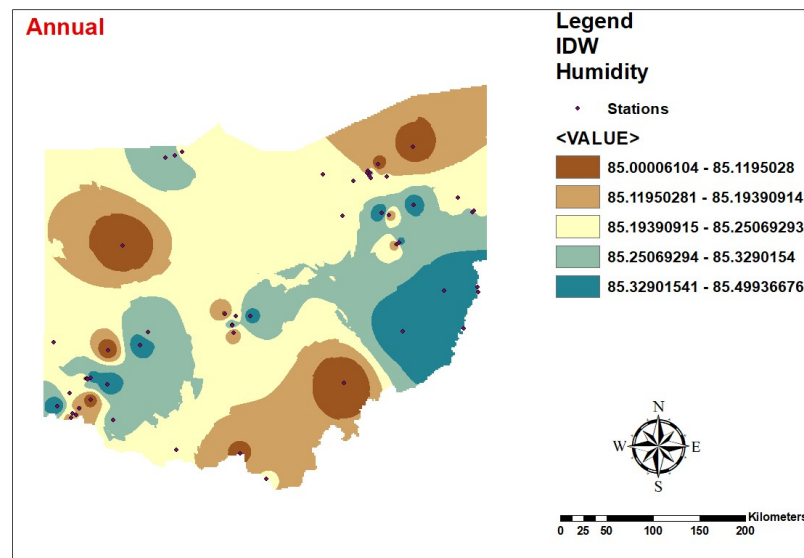 Annual
Legend
IDW
Humidity
Stations
<VALUE>
85.00006104 - 85.1195028
85.11950281 - 85.19390914
85.19390915 - 85.25069293
85.25069294 - 85.3290154
85.32901541 - 85.49936676
N
W E
S
Kilometers
0 25 50 100 150 200